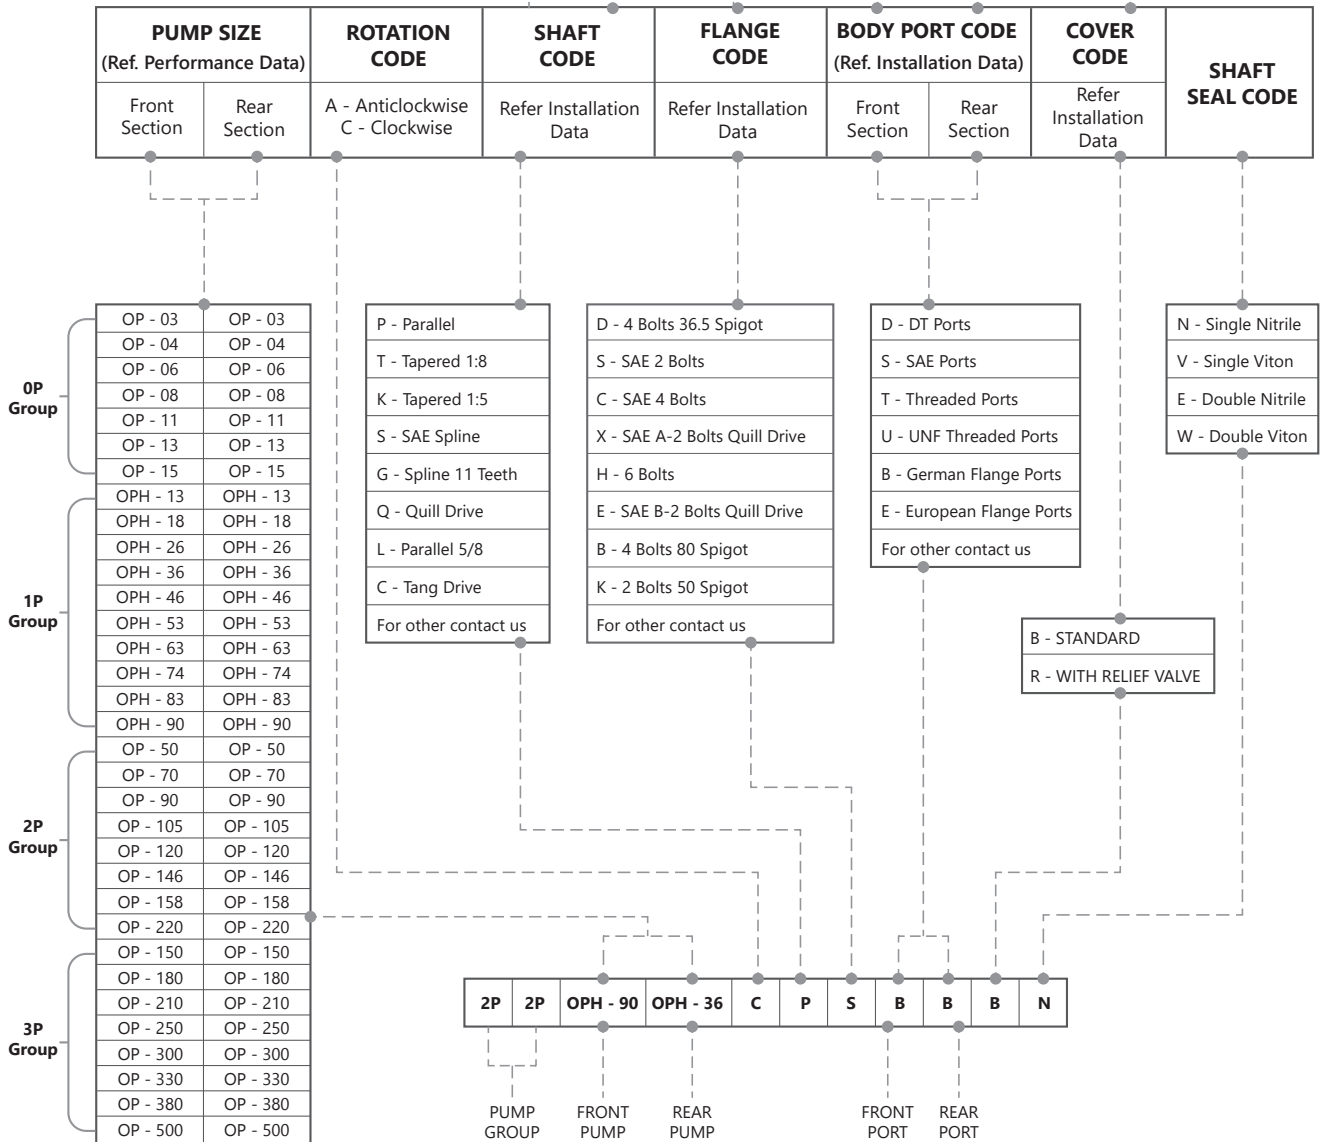 PUMP SIZE
(Ref. Performance Data)
Front
Section
Rear
Section
ROTATION
CODE
A - Anticlockwise
C - Clockwise
SHAFT
CODE
Refer Installation
Data
FLANGE
CODE
Refer Installation
Data
BODY PORT CODE
(Ref. Installation Data)
Front
Section
Rear
Section
COVER
CODE
Refer
Installation
Data
SHAFT
SEAL CODE
0P
Group
OP - 03 OP - 03
OP - 04 OP - 04
OP - 06 OP - 06
OP - 08 OP - 08
OP - 11 OP - 11
OP - 13 OP - 13
OP - 15 OP - 15
1P
Group
OPH - 13 OPH - 13
OPH - 18 OPH - 18
OPH - 26 OPH - 26
OPH - 36 OPH - 36
OPH - 46 OPH - 46
OPH - 53 OPH - 53
OPH - 63 OPH - 63
OPH - 74 OPH - 74
OPH - 83 OPH - 83
OPH - 90 OPH - 90
2P
Group
OP - 50 OP - 50
OP - 70 OP - 70
OP - 90 OP - 90
OP - 105 OP - 105
OP - 120 OP - 120
OP - 146 OP - 146
OP - 158 OP - 158
OP - 220 OP - 220
3P
Group
OP - 150 OP - 150
OP - 180 OP - 180
OP - 210 OP - 210
OP - 250 OP - 250
OP - 300 OP - 300
OP - 330 OP - 330
OP - 380 OP - 380
OP - 500 OP - 500
P - Parallel
T - Tapered 1:8
K - Tapered 1:5
S - SAE Spline
G - Spline 11 Teeth
Q - Quill Drive
L - Parallel 5/8
C - Tang Drive
For other contact us
D - 4 Bolts 36.5 Spigot
S - SAE 2 Bolts
C - SAE 4 Bolts
X - SAE A-2 Bolts Quill Drive
H - 6 Bolts
E - SAE B-2 Bolts Quill Drive
B - 4 Bolts 80 Spigot
K - 2 Bolts 50 Spigot
For other contact us
D - DT Ports
S - SAE Ports
T - Threaded Ports
U - UNF Threaded Ports
B - German Flange Ports
E - European Flange Ports
For other contact us
B - STANDARD
R - WITH RELIEF VALVE
N - Single Nitrile
V - Single Viton
E - Double Nitrile
W - Double Viton
2P 2P OPH - 90 OPH - 36 C P S B B B N
PUMP
GROUP
FRONT
PUMP
REAR
PUMP
FRONT
PORT
REAR
PORT